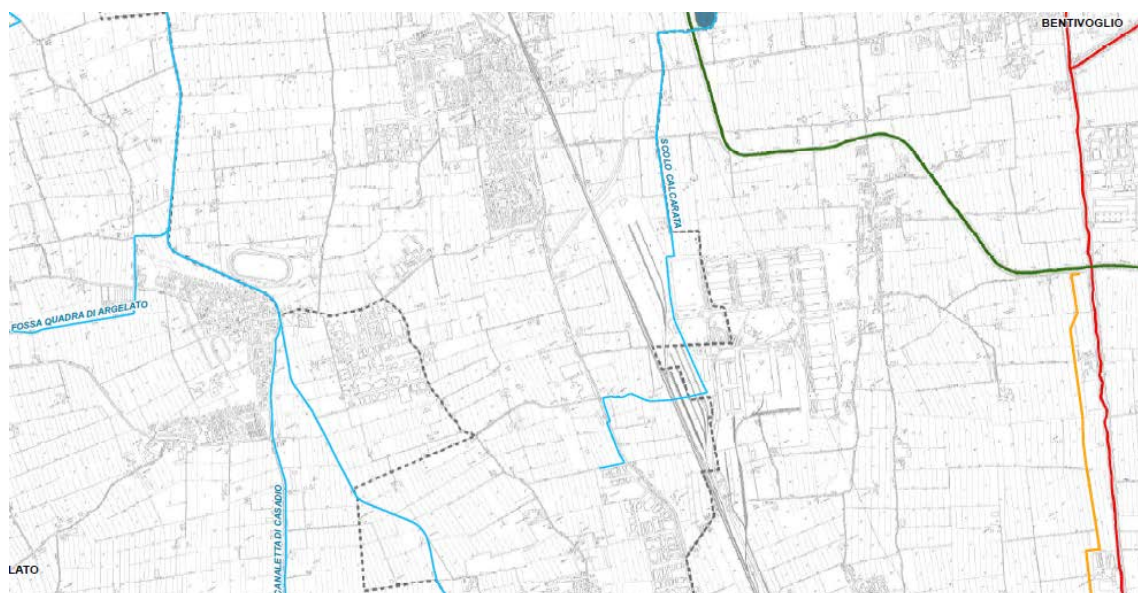 BENTIVOGLIO
SCOLO CALCARATA
FOSSA QUADRA DI ARGELATO
CANALETTA DI CASADIO
LATO